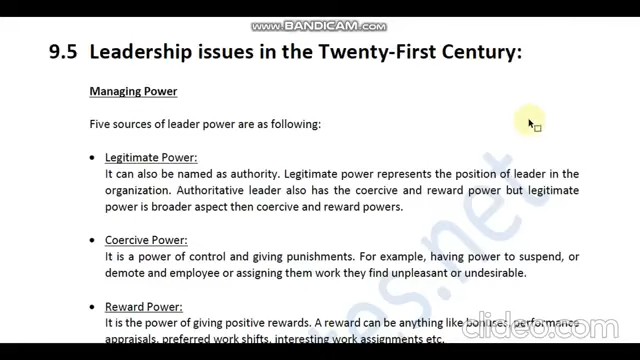 www.BANDICAM.com
9.5 Leadership issues in the Twenty-First Century:
Managing Power
Five sources of leader power are as following:
• Legitimate Power:
It can also be named as authority. Legitimate power represents the position of leader in the
organization. Authoritative leader also has the coercive and reward power but legitimate
power is broader aspect then coercive and reward powers.
• Coercive Power:
It is a power of control and giving punishments. For example, having power to suspend, or
demote and employee or assigning them work they find unpleasant or undesirable.
• Reward Power:
It is the power of giving positive rewards. A reward can be anything like bonuses, performance
appraisals, preferred work shifts, interesting work assignments etc.
clideo.com